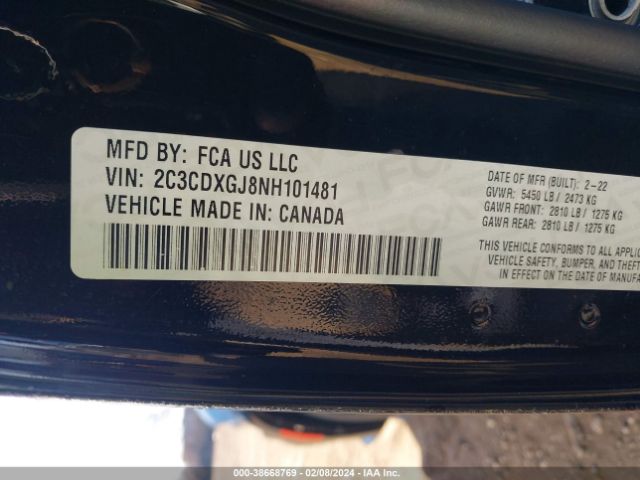 MFD BY: FCA US LLC
VIN: 2C3CDXGJ8NH101481
VEHICLE MADE IN: CANADA
DATE OF MFR (BUILT): 2-22
GVWR: 5450 LB / 2473 KG
GAWR FRONT: 2810 LB / 1275 KG
GAWR REAR: 2810 LB / 1275 KG
THIS VEHICLE CONFORMS TO ALL APPLIC
VEHICLE SAFETY, BUMPER, AND THEFT
IN EFFECT ON THE DATE OF MANUFA
000-38668769 - 02/08/2024 - IAAI.COM